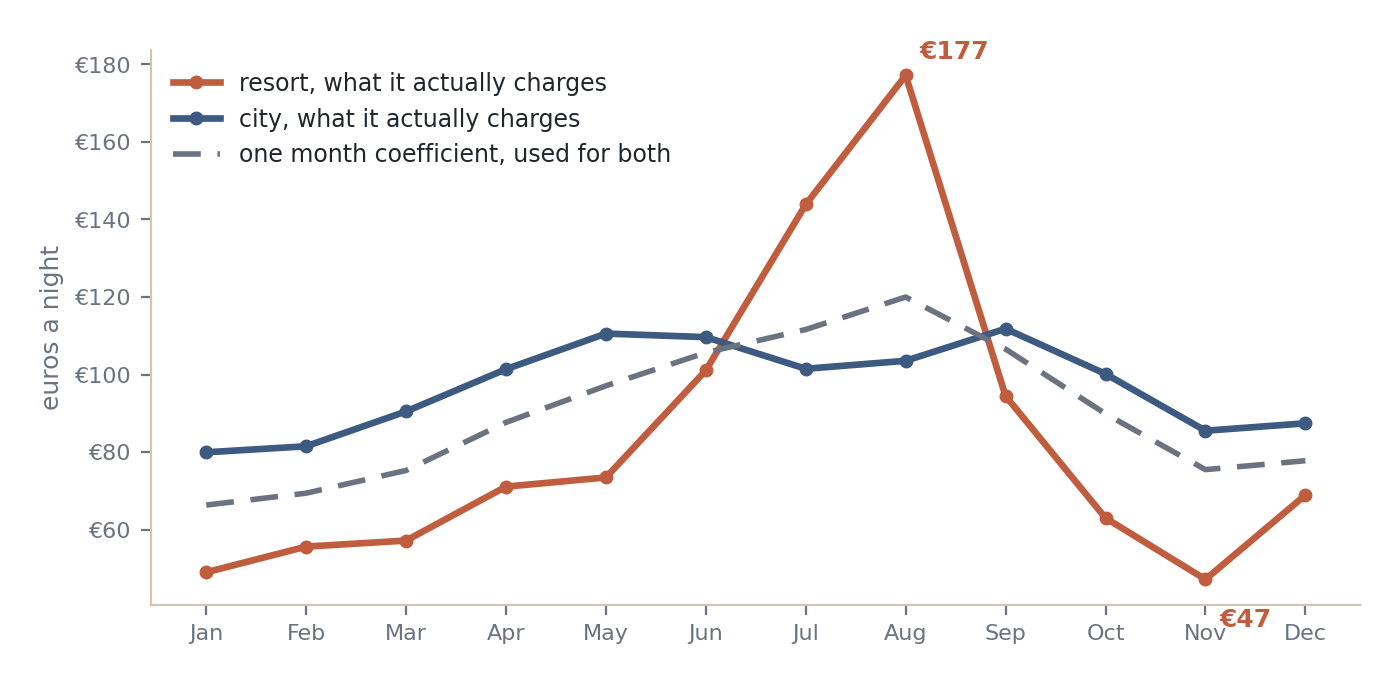 €177
€180
resort, what it actually charges
city, what it actually charges
€160
one month coefficient, used for both
€140
€120
€100
€80
€60
euros a night
€47
Jan Feb Mar Apr May Jun Jul Aug Sep Oct Nov Dec